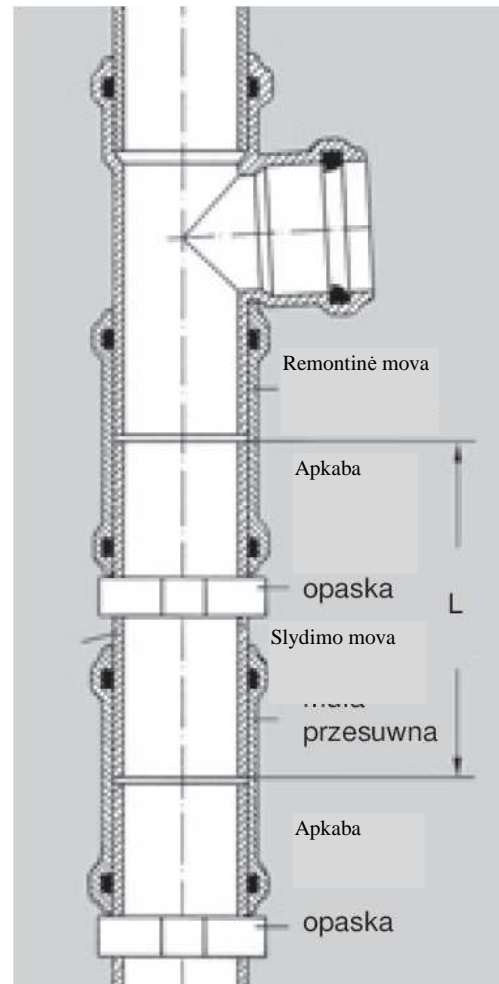 Remontinė mova
Apkaba
opaska
L
Slydimo mova
przesuwna
Apkaba
opaska